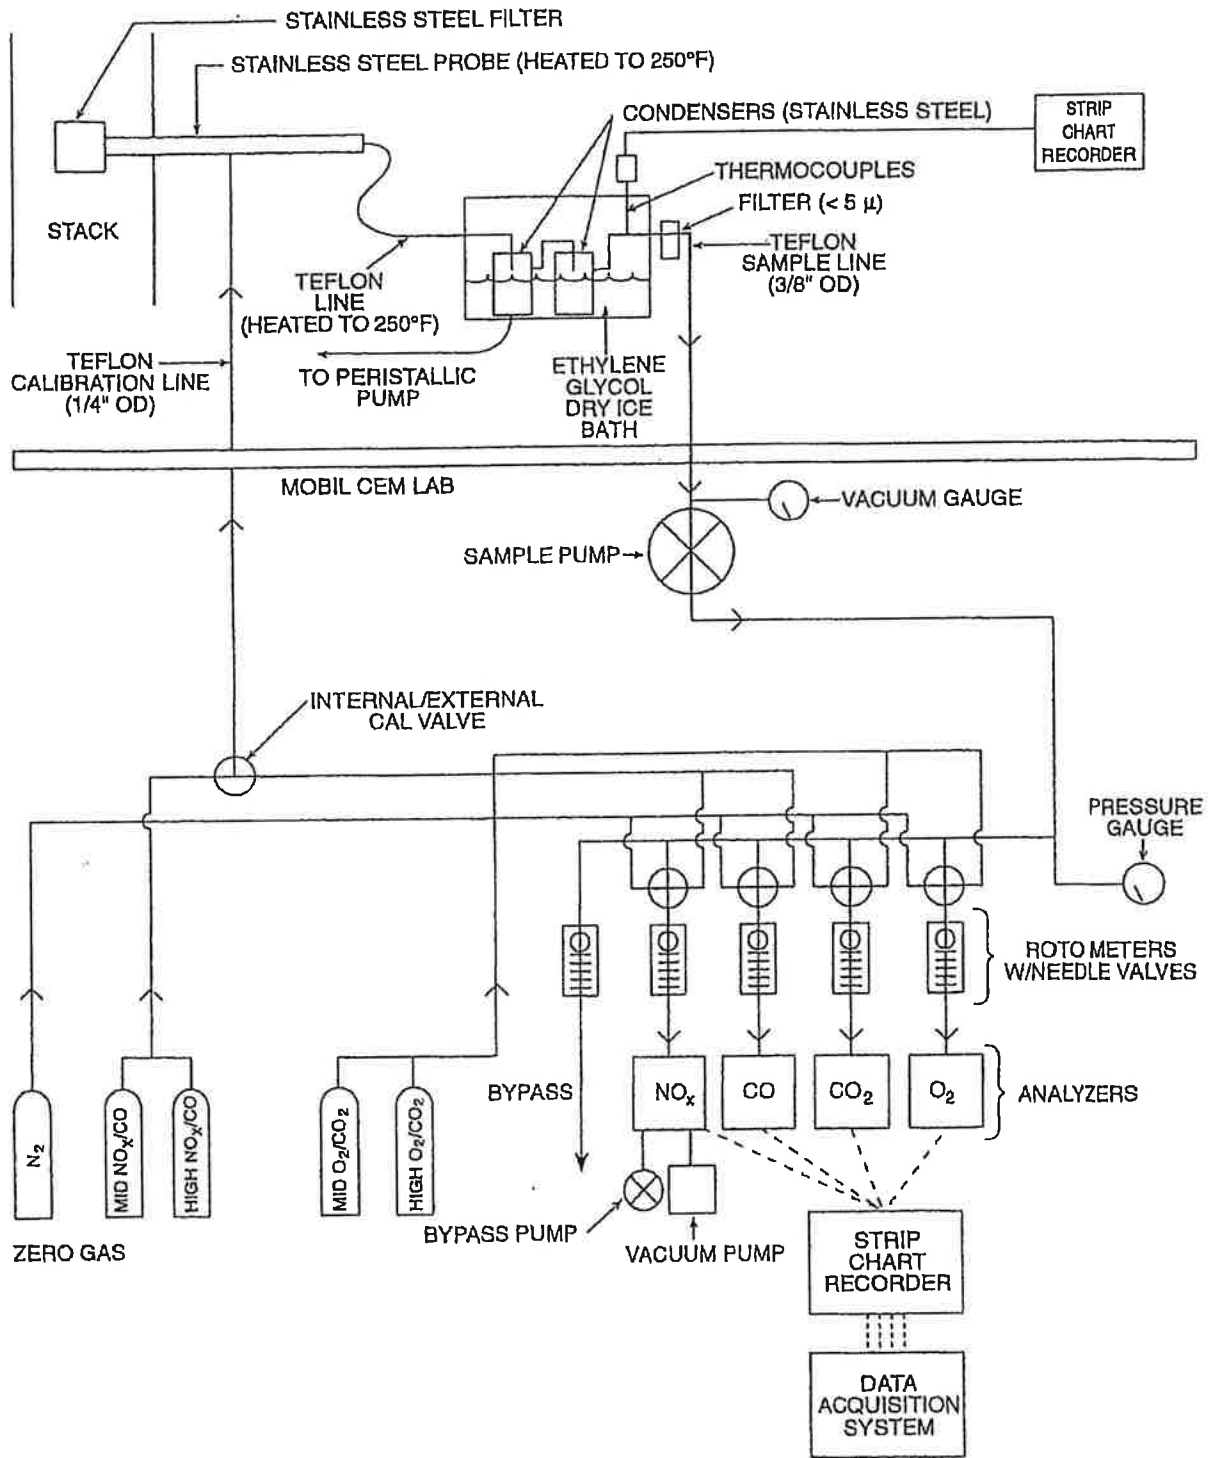 STAINLESS STEEL FILTER
STAINLESS STEEL PROBE (HEATED TO 250°F)
CONDENSERS (STAINLESS STEEL)
STRIP
CHART
RECORDER
THERMOCOUPLES
FILTER (< 5 µ)
STACK
TEFLON
SAMPLE LINE
(3/8" OD)
TEFLON
LINE
(HEATED TO 250°F)
TEFLON
CALIBRATION LINE
(1/4" OD)
TO PERISTALLIC
PUMP
ETHYLENE
GLYCOL
DRY ICE
BATH
MOBIL CEM LAB
VACUUM GAUGE
SAMPLE PUMP
INTERNAL/EXTERNAL
CAL VALVE
PRESSURE
GAUGE
ROTO METERS
W/NEEDLE VALVES
BYPASS
NOx
CO
CO2
O2
ANALYZERS
N2
MID NOx/CO
HIGH NOx/CO
MID O2/CO2
HIGH O2/CO2
BYPASS PUMP
VACUUM PUMP
ZERO GAS
STRIP
CHART
RECORDER
DATA
ACQUISITION
SYSTEM